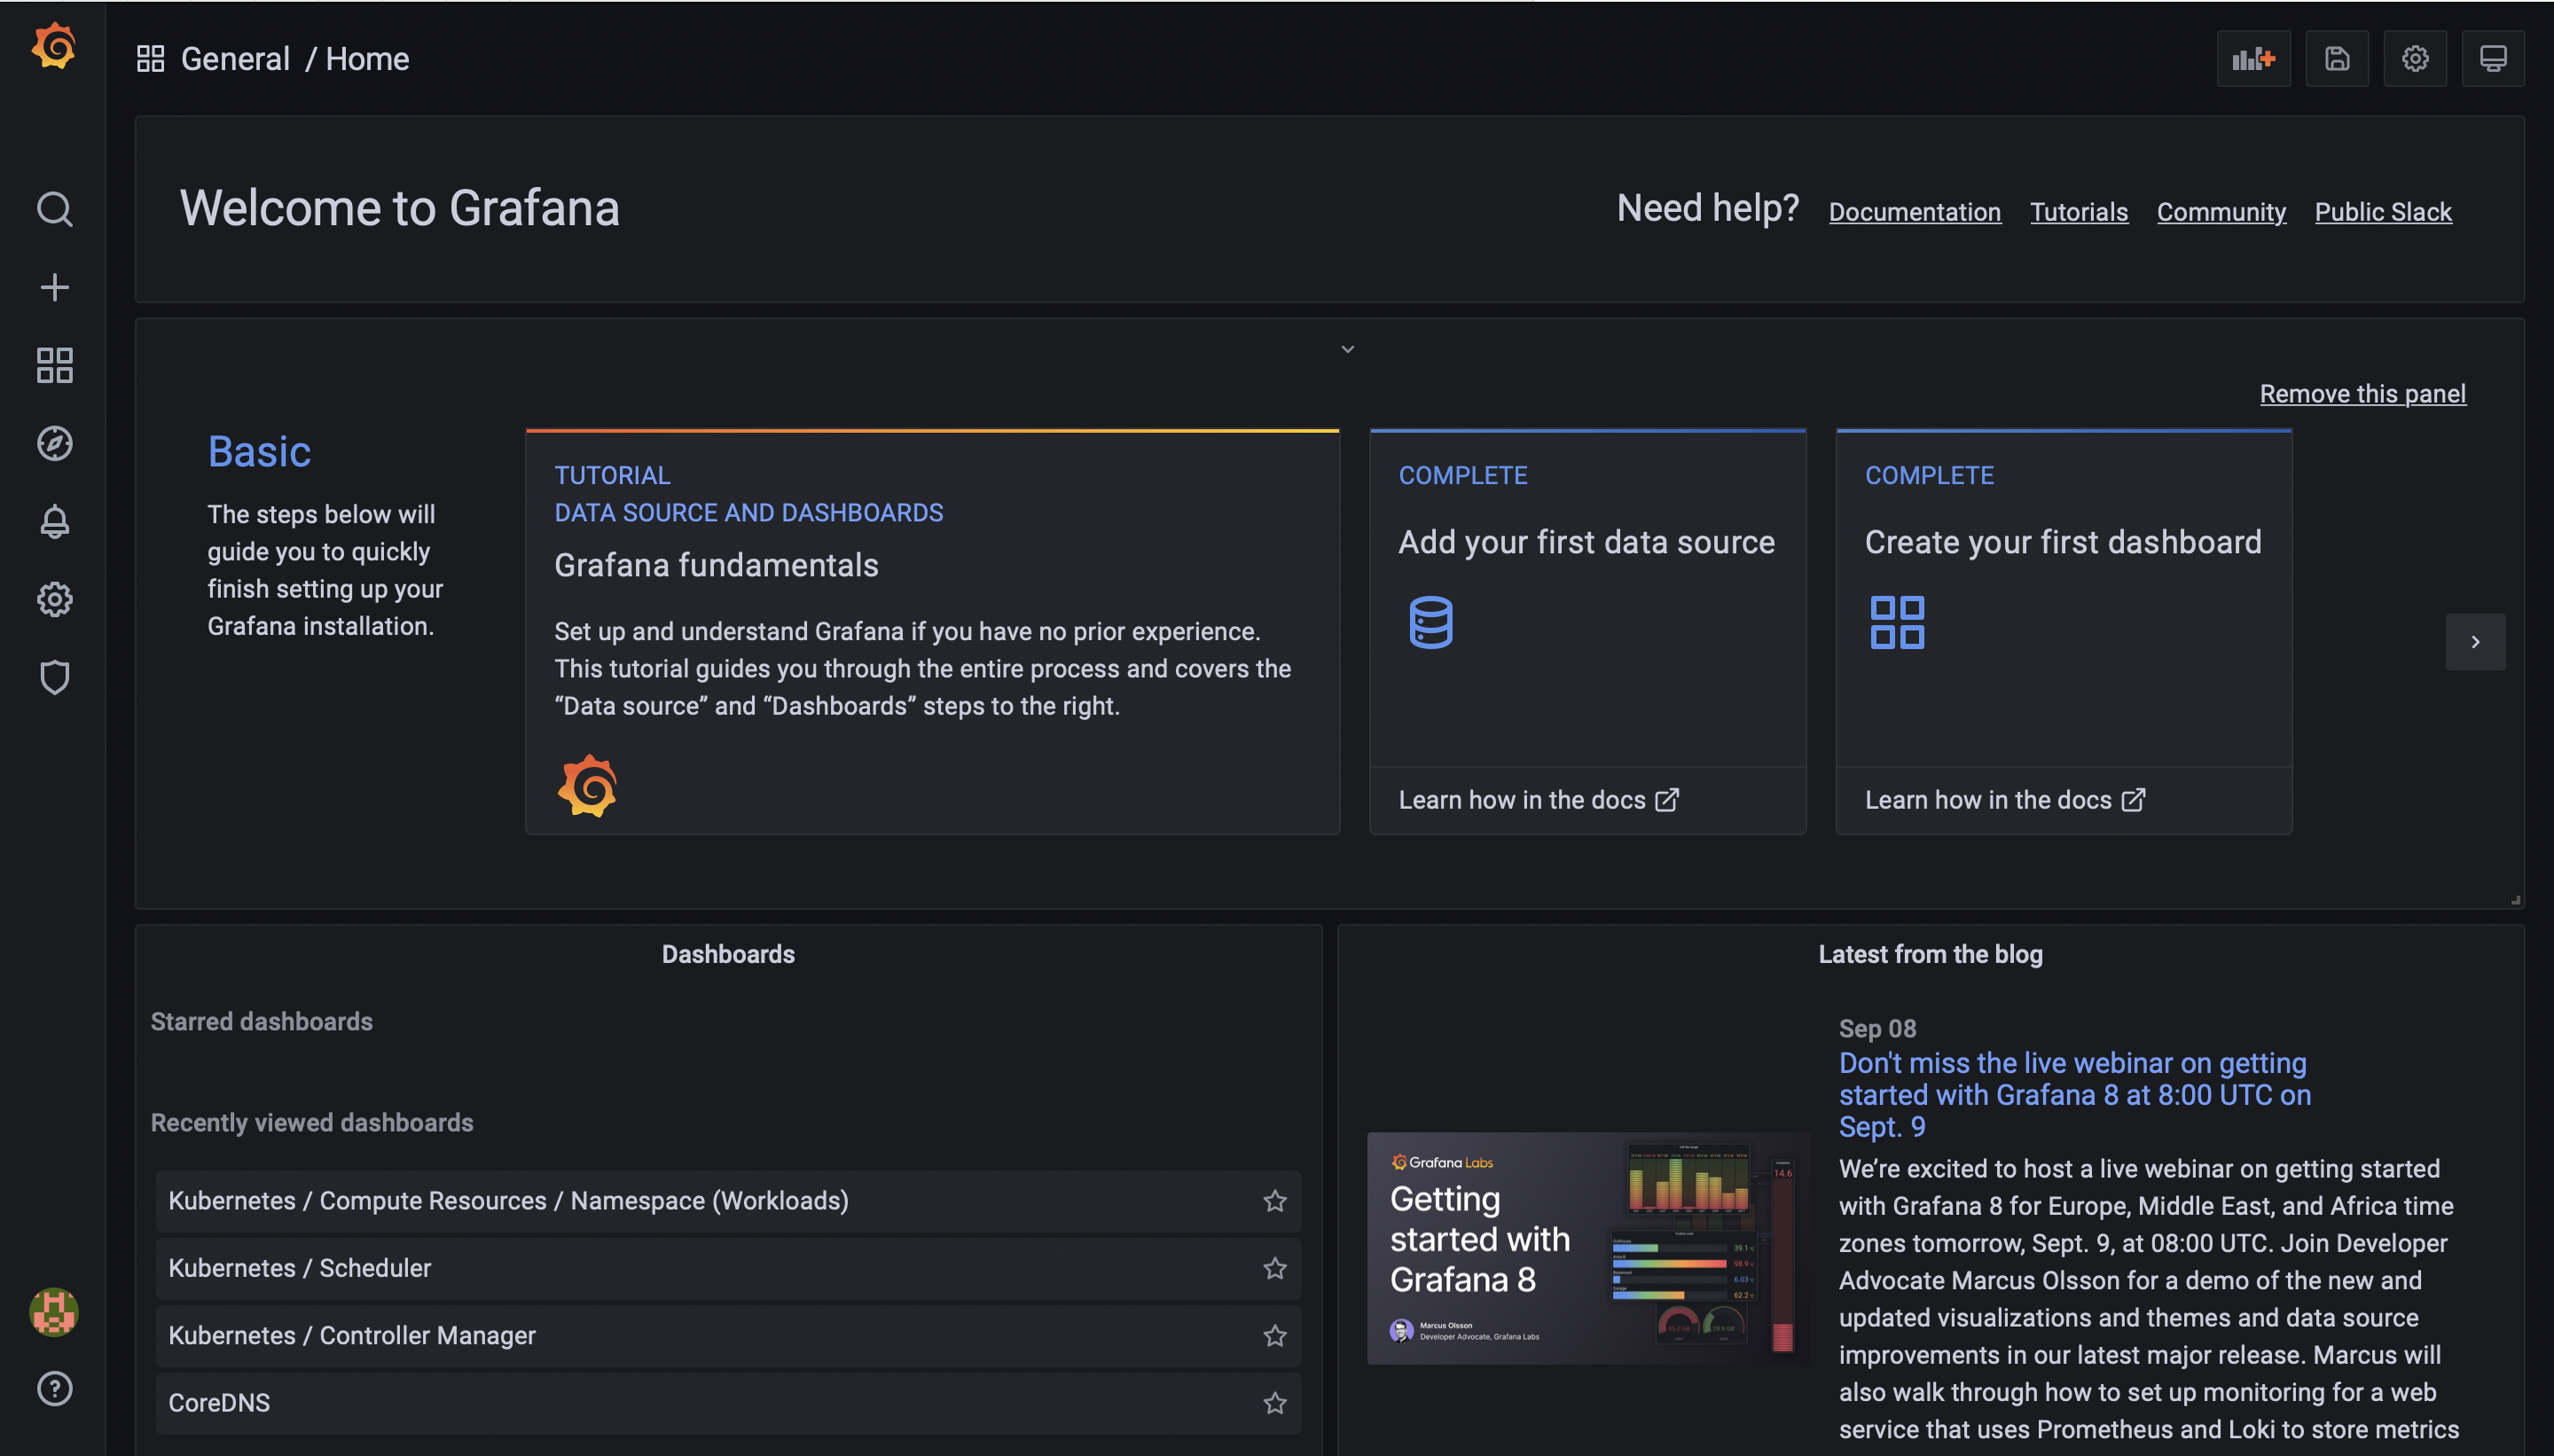 General / Home
Welcome to Grafana
Need help?
Documentation
Tutorials
Community
Public Slack
Remove this panel
Basic
The steps below will
guide you to quickly
finish setting up your
Grafana installation.
TUTORIAL
DATA SOURCE AND DASHBOARDS
Grafana fundamentals
Set up and understand Grafana if you have no prior experience.
This tutorial guides you through the entire process and covers the
“Data source” and “Dashboards” steps to the right.
COMPLETE
Add your first data source
Learn how in the docs
COMPLETE
Create your first dashboard
Learn how in the docs
Dashboards
Starred dashboards
Recently viewed dashboards
Kubernetes / Compute Resources / Namespace (Workloads)
Kubernetes / Scheduler
Kubernetes / Controller Manager
CoreDNS
Latest from the blog
Grafana Labs
Getting
started with
Grafana 8
Marcus Olsson
Developer Advocate, Grafana Labs
14.6
39.1
98.9
6.03
62.2
Sep 08
Don't miss the live webinar on getting
started with Grafana 8 at 8:00 UTC on
Sept. 9
We’re excited to host a live webinar on getting started
with Grafana 8 for Europe, Middle East, and Africa time
zones tomorrow, Sept. 9, at 08:00 UTC. Join Developer
Advocate Marcus Olsson for a demo of the new and
updated visualizations and themes and data source
improvements in our latest major release. Marcus will
also walk through how to set up monitoring for a web
service that uses Prometheus and Loki to store metrics